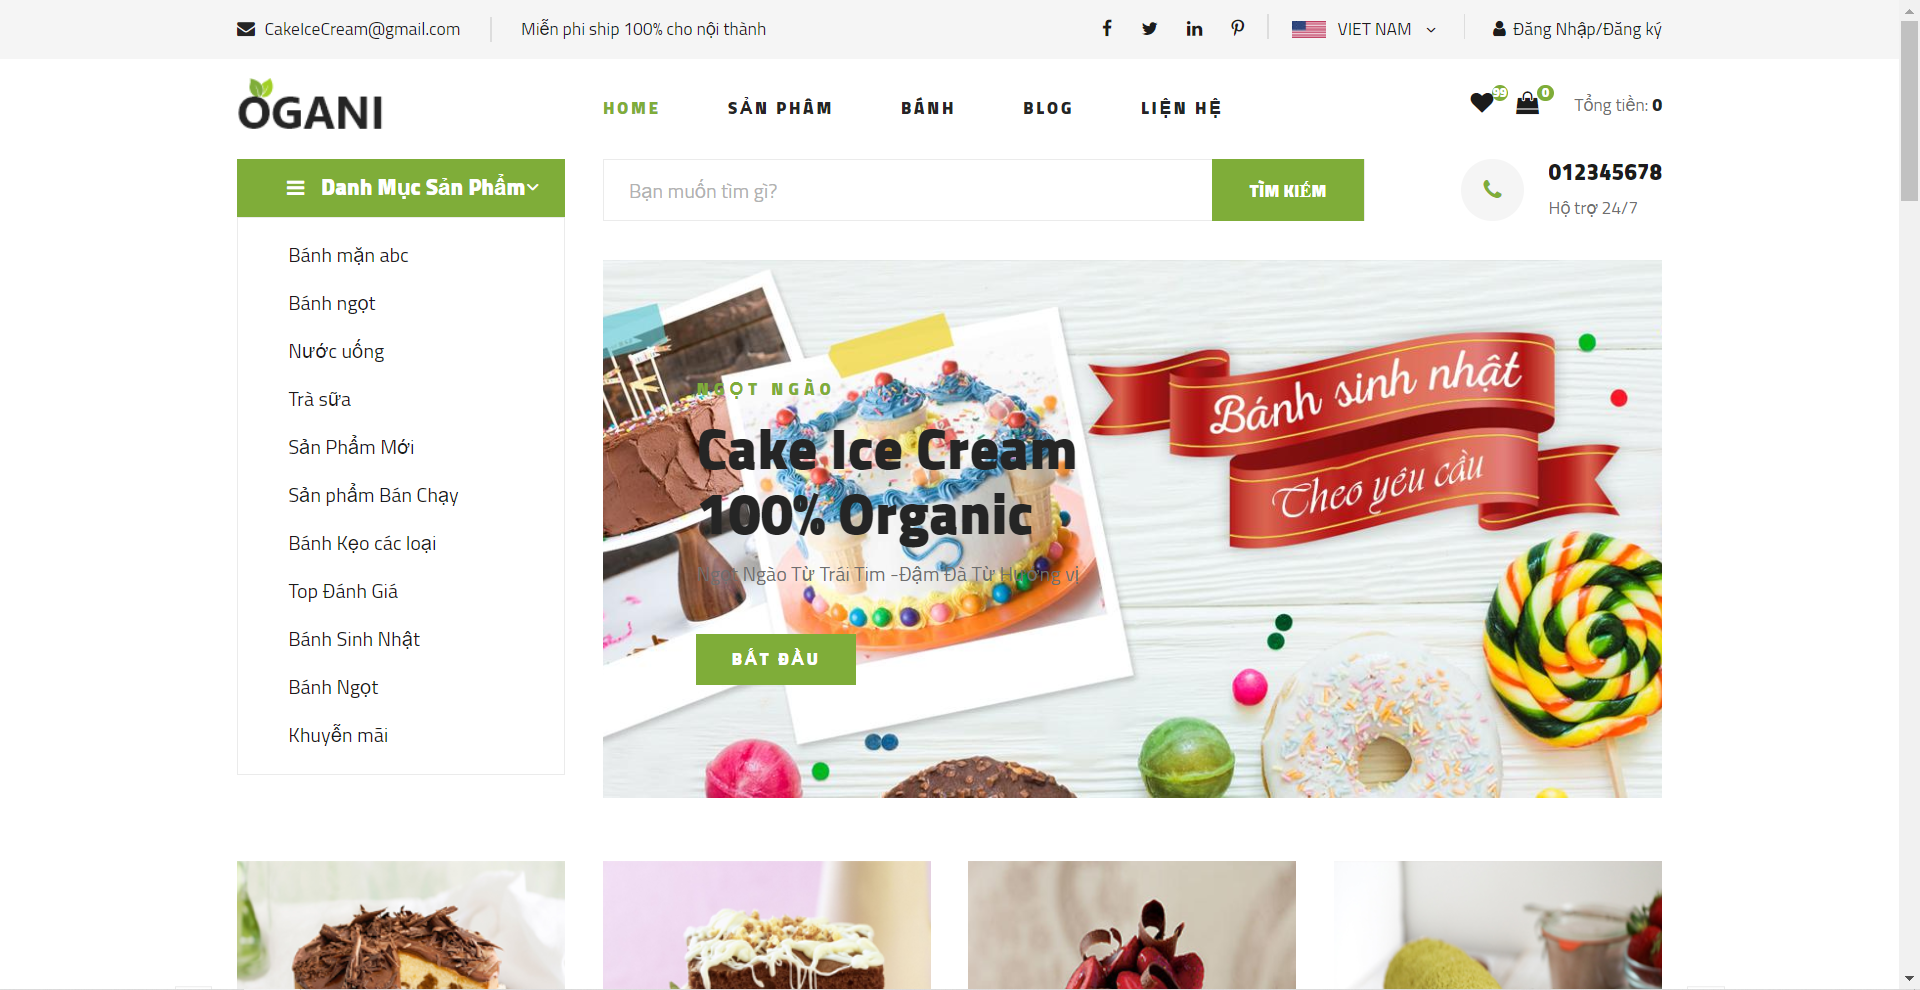 CakeIceCream@gmail.com
Miễn phi ship 100% cho nội thành
VIET NAM
Đăng Nhập/Đăng ký
OGANI
HOME
SẢN PHÂM
BÁNH
BLOG
LIỆN HỆ
99
0
Tổng tiền: 0
Danh Mục Sản Phẩm
Bạn muốn tìm gì?
TÌM KIẾM
012345678
Hộ trợ 24/7
Bánh mặn abc
Bánh ngọt
Nước uống
Trà sữa
Sản Phẩm Mới
Sản phẩm Bán Chạy
Bánh Kẹo các loại
Top Đánh Giá
Bánh Sinh Nhật
Bánh Ngọt
Khuyễn mãi
NGỌT NGÀO
Cake Ice Cream
100% Organic
Ngọt Ngào Từ Trái Tim -Đậm Đà Từ Hương vị
BẮT ĐẦU
Bánh sinh nhật
Theo yêu cầu